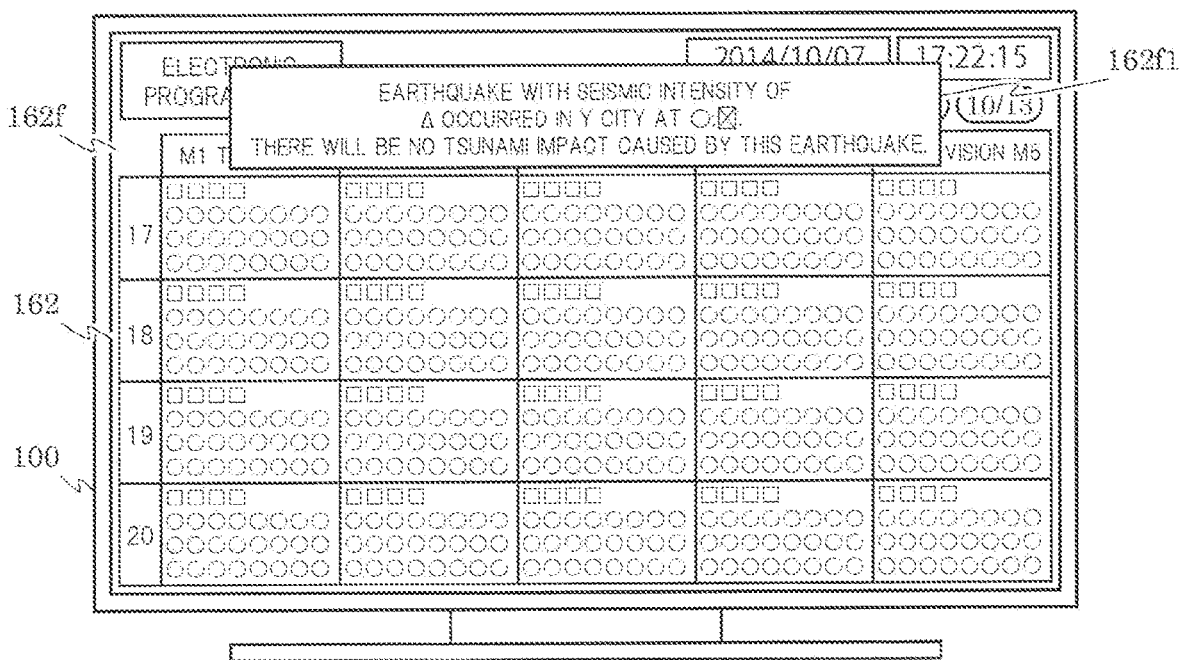 ELECTRONIC
PROGRA
2014/10/07
17:22:15
162f1
EARTHQUAKE WITH SEISMIC INTENSITY OF
Δ OCCURRED IN Y CITY AT ○:☒.
THERE WILL BE NO TSUNAMI IMPACT CAUSED BY THIS EARTHQUAKE.
(10/13)
162f
M1 T
VISION M5
□□□□ □□□□ □□□□ □□□□ □□□□
○○○○○○○○ ○○○○○○○○ ○○○○○○○○ ○○○○○○○○ ○○○○○○○○
17 ○○○○○○○○ ○○○○○○○○ ○○○○○○○○ ○○○○○○○○ ○○○○○○○○
○○○○○○○○ ○○○○○○○○ ○○○○○○○○ ○○○○○○○○ ○○○○○○○○
162
□□□□ □□□□ □□□□ □□□□ □□□□
○○○○○○○○ ○○○○○○○○ ○○○○○○○○ ○○○○○○○○ ○○○○○○○○
18 ○○○○○○○○ ○○○○○○○○ ○○○○○○○○ ○○○○○○○○ ○○○○○○○○
○○○○○○○○ ○○○○○○○○ ○○○○○○○○ ○○○○○○○○ ○○○○○○○○
□□□□ □□□□ □□□□ □□□□ □□□□
○○○○○○○○ ○○○○○○○○ ○○○○○○○○ ○○○○○○○○ ○○○○○○○○
19 ○○○○○○○○ ○○○○○○○○ ○○○○○○○○ ○○○○○○○○ ○○○○○○○○
○○○○○○○○ ○○○○○○○○ ○○○○○○○○ ○○○○○○○○ ○○○○○○○○
100
□□□□ □□□□ □□□□ □□□□ □□□□
○○○○○○○○ ○○○○○○○○ ○○○○○○○○ ○○○○○○○○ ○○○○○○○○
20 ○○○○○○○○ ○○○○○○○○ ○○○○○○○○ ○○○○○○○○ ○○○○○○○○
○○○○○○○○ ○○○○○○○○ ○○○○○○○○ ○○○○○○○○ ○○○○○○○○